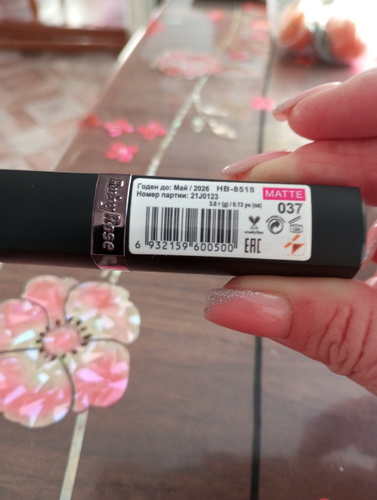 Ruby Rose
Годен до: Май / 2026 HB-8518
Номер партии: 21J0123
MATTE
3.8 г (g) / 0.13 ун (oz)
037
6 932159 600500
EAC